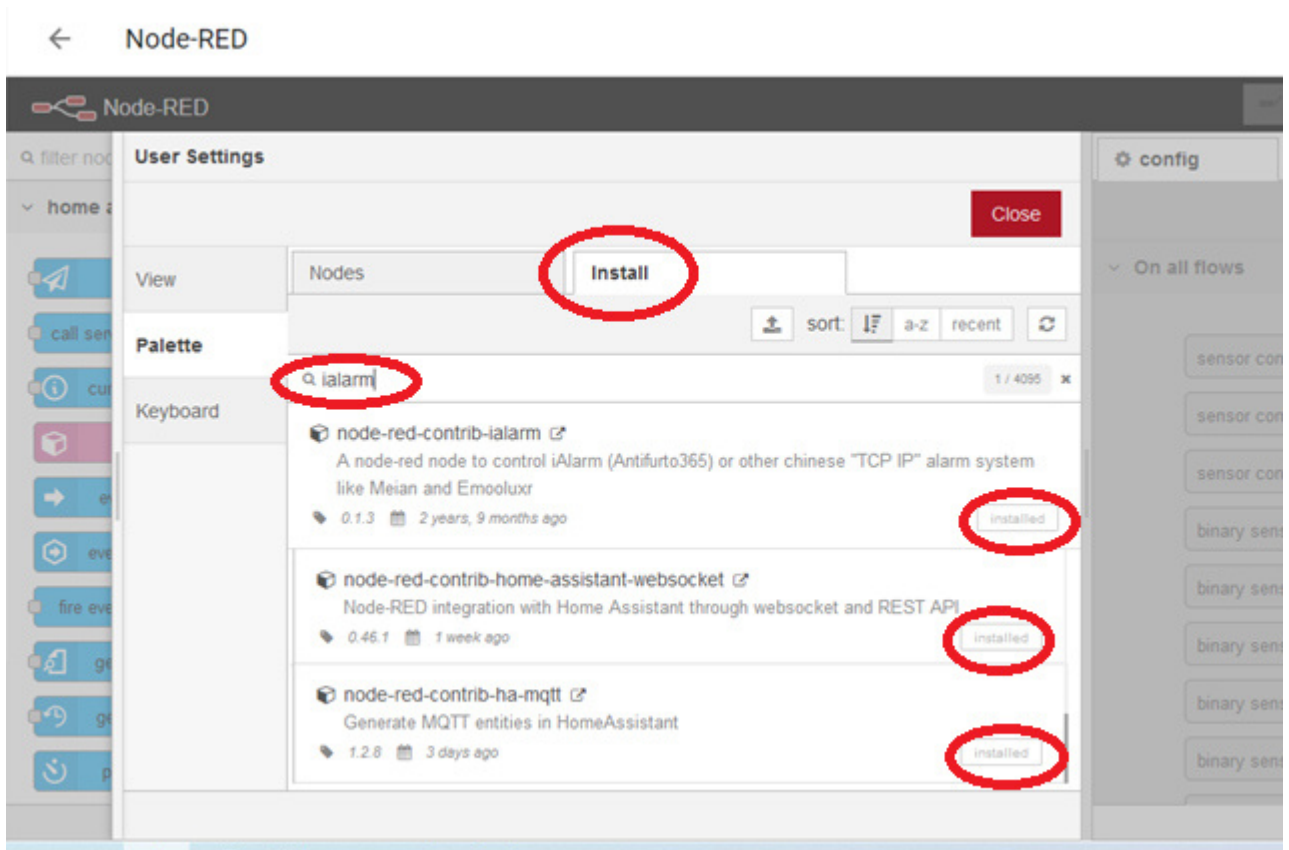 Node-RED
Node-RED
filter nod
User Settings
config
home a
Close
View
Nodes
Install
On all flows
sort:
a-z
recent
call serv
Palette
ialarm
1 / 4095
sensor con
cur
Keyboard
sensor con
node-red-contrib-ialarm
A node-red node to control iAlarm (Antifurto365) or other chinese "TCP IP" alarm system
like Meian and Emooluxr
sensor con
0.1.3 2 years, 9 months ago
installed
binary sens
eve
node-red-contrib-home-assistant-websocket
binary sens
fire eve
Node-RED integration with Home Assistant through websocket and REST API
0.46.1 1 week ago
installed
binary sens
ge
node-red-contrib-ha-mqtt
binary sens
ge
Generate MQTT entities in HomeAssistant
1.2.8 3 days ago
installed
binary sens
p